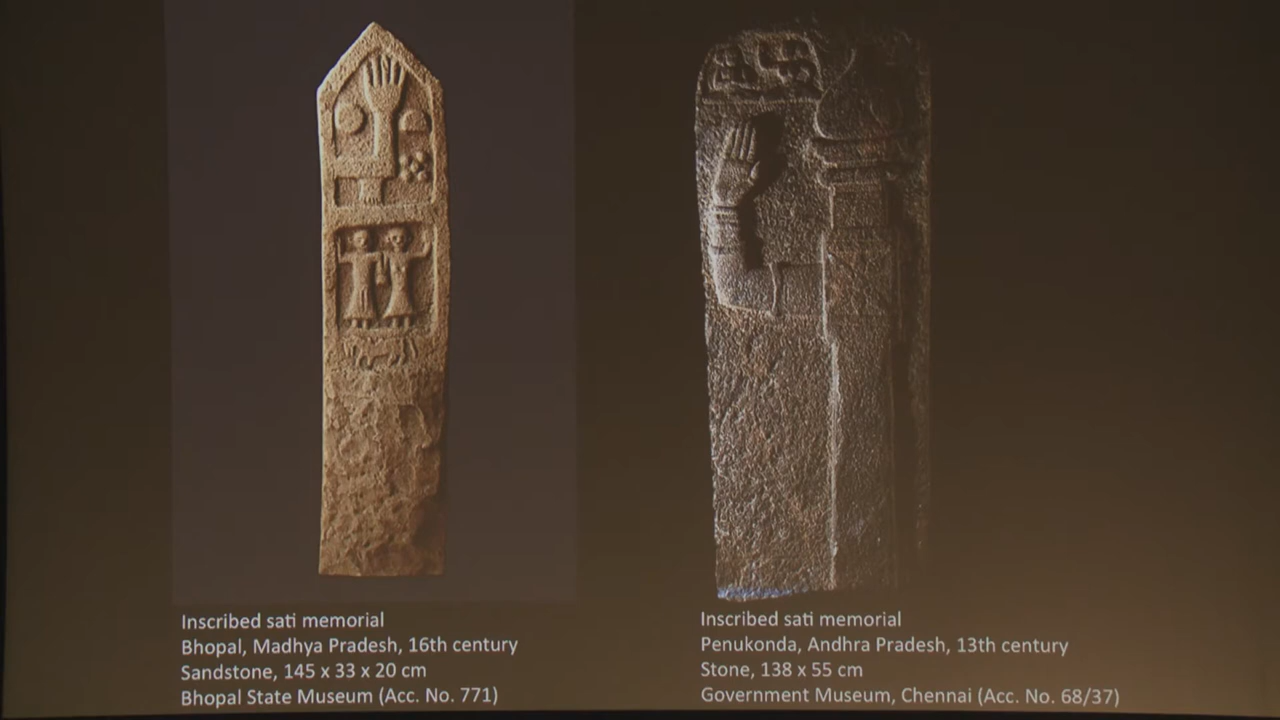 Inscribed sati memorial
Bhopal, Madhya Pradesh, 16th century
Sandstone, 145 x 33 x 20 cm
Bhopal State Museum (Acc. No. 771)
Inscribed sati memorial
Penukonda, Andhra Pradesh, 13th century
Stone, 138 x 55 cm
Government Museum, Chennai (Acc. No. 68/37)